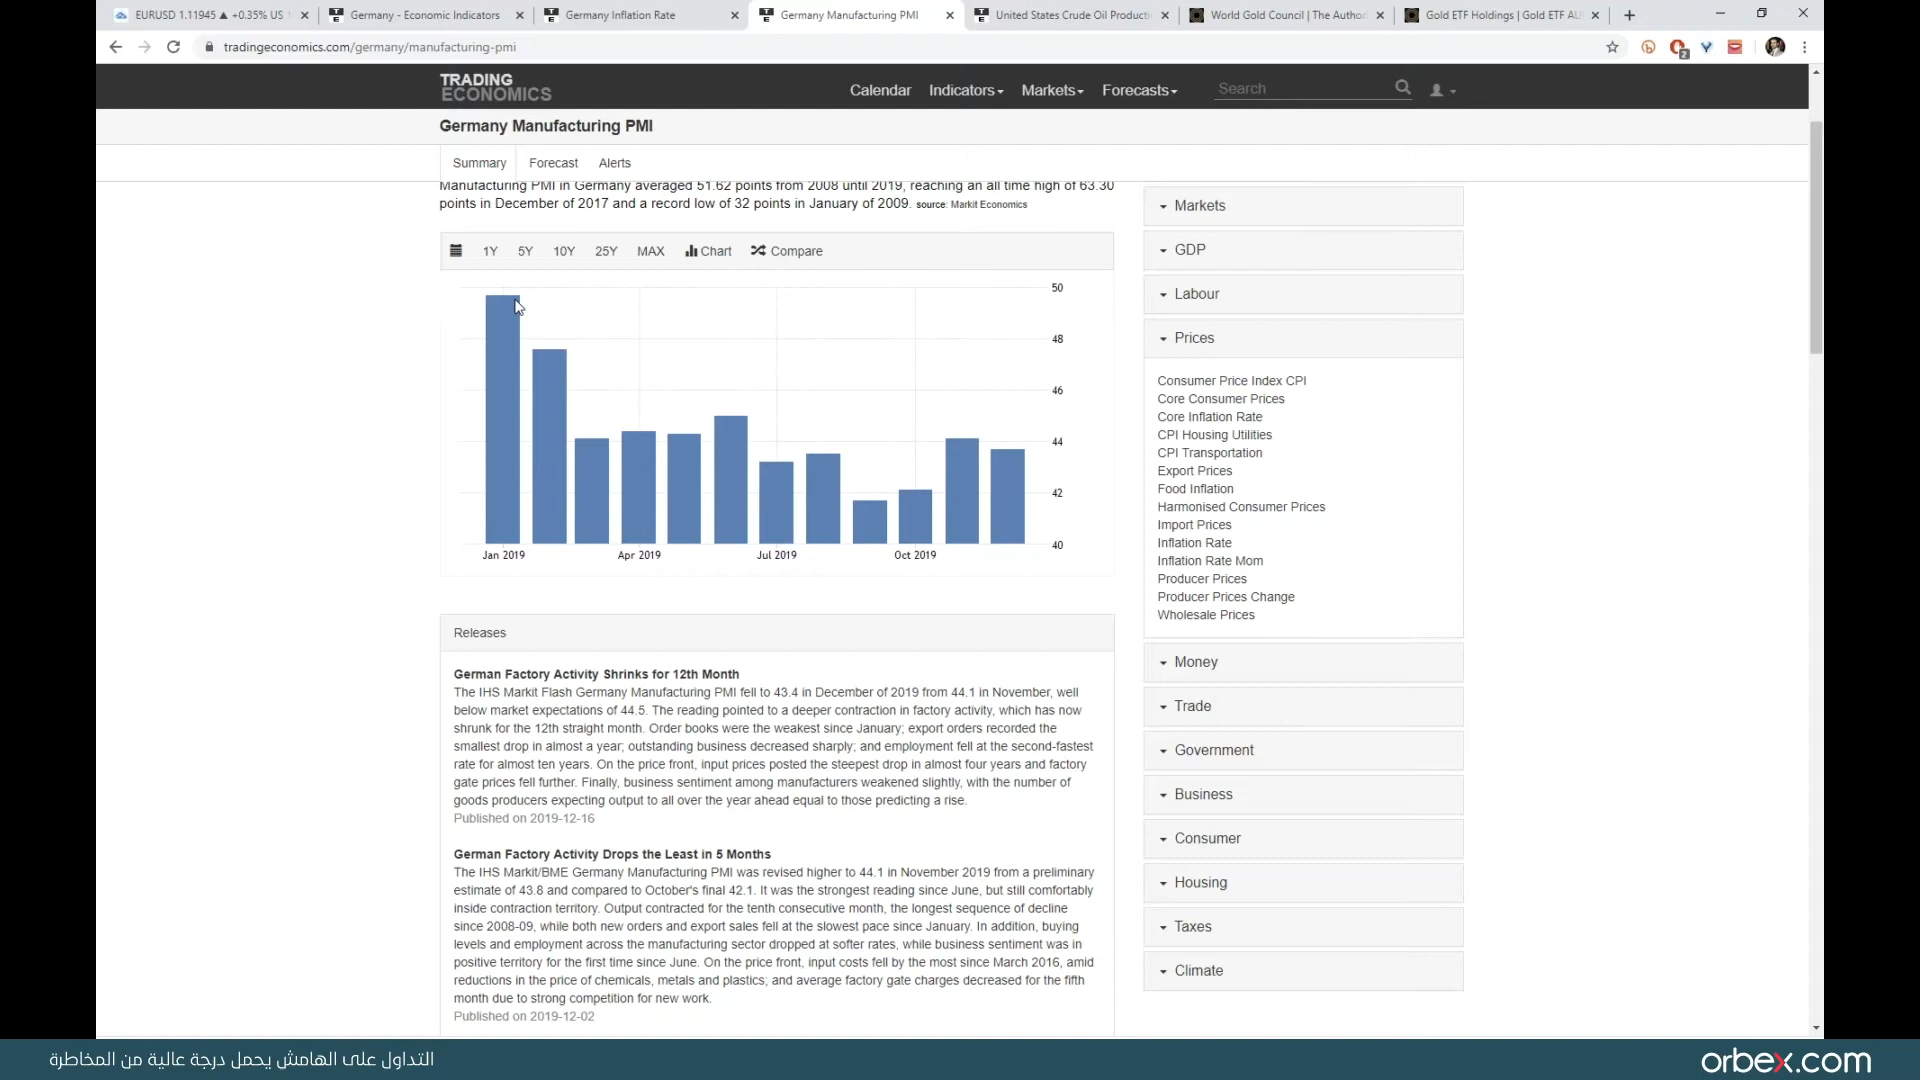 EURUSD 1.11945 ▲ +0.35% US
Germany - Economic Indicators
Germany Inflation Rate
Germany Manufacturing PMI
United States Crude Oil Producti
World Gold Council | The Author
Gold ETF Holdings | Gold ETF AU
tradingeconomics.com/germany/manufacturing-pmi
2
TRADING
ECONOMICS
Calendar
Indicators
Markets
Forecasts
Search
Germany Manufacturing PMI
Summary
Forecast
Alerts
Manufacturing PMI in Germany averaged 51.62 points from 2008 until 2019, reaching an all time high of 63.30
points in December of 2017 and a record low of 32 points in January of 2009. source: Markit Economics
1Y 5Y 10Y 25Y MAX Chart Compare
50
48
46
44
42
40
Jan 2019
Apr 2019
Jul 2019
Oct 2019
Releases
German Factory Activity Shrinks for 12th Month
The IHS Markit Flash Germany Manufacturing PMI fell to 43.4 in December of 2019 from 44.1 in November, well
below market expectations of 44.5. The reading pointed to a deeper contraction in factory activity, which has now
shrunk for the 12th straight month. Order books were the weakest since January; export orders recorded the
smallest drop in almost a year; outstanding business decreased sharply; and employment fell at the second-fastest
rate for almost ten years. On the price front, input prices posted the steepest drop in almost four years and factory
gate prices fell further. Finally, business sentiment among manufacturers weakened slightly, with the number of
goods producers expecting output to all over the year ahead equal to those predicting a rise.
Published on 2019-12-16
German Factory Activity Drops the Least in 5 Months
The IHS Markit/BME Germany Manufacturing PMI was revised higher to 44.1 in November 2019 from a preliminary
estimate of 43.8 and compared to October's final 42.1. It was the strongest reading since June, but still comfortably
inside contraction territory. Output contracted for the tenth consecutive month, the longest sequence of decline
since 2008-09, while both new orders and export sales fell at the slowest pace since January. In addition, buying
levels and employment across the manufacturing sector dropped at softer rates, while business sentiment was in
positive territory for the first time since June. On the price front, input costs fell by the most since March 2016, amid
reductions in the price of chemicals, metals and plastics; and average factory gate charges decreased for the fifth
month due to strong competition for new work.
Published on 2019-12-02
Markets
GDP
Labour
Prices
Consumer Price Index CPI
Core Consumer Prices
Core Inflation Rate
CPI Housing Utilities
CPI Transportation
Export Prices
Food Inflation
Harmonised Consumer Prices
Import Prices
Inflation Rate
Inflation Rate Mom
Producer Prices
Producer Prices Change
Wholesale Prices
Money
Trade
Government
Business
Consumer
Housing
Taxes
Climate
التداول على الهامش يحمل درجة عالية من المخاطرة
orbex.com